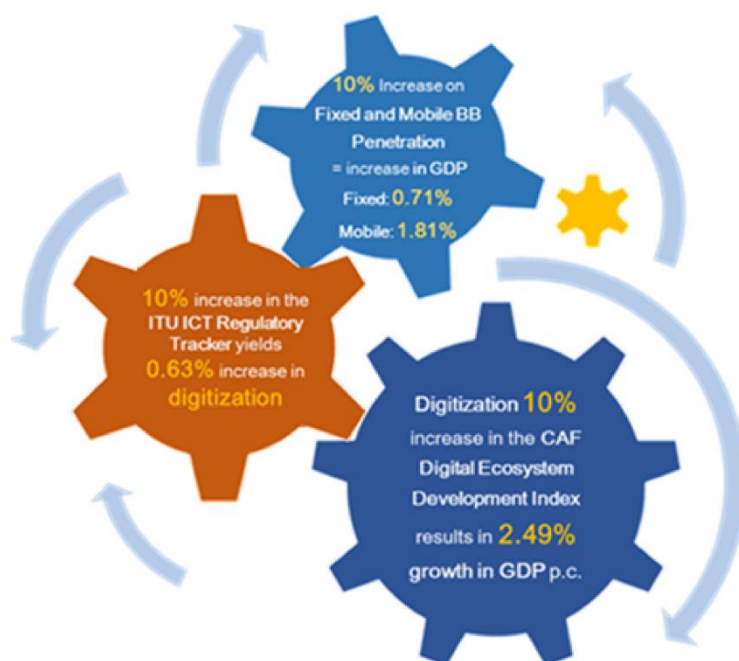 10% Increase on
Fixed and Mobile BB
Penetration
= increase in GDP
Fixed: 0.71%
Mobile: 1.81%
10% increase in the
ITU ICT Regulatory
Tracker yields
0.63% increase in
digitization
Digitization 10%
increase in the CAF
Digital Ecosystem
Development Index
results in 2.49%
growth in GDP p.c.